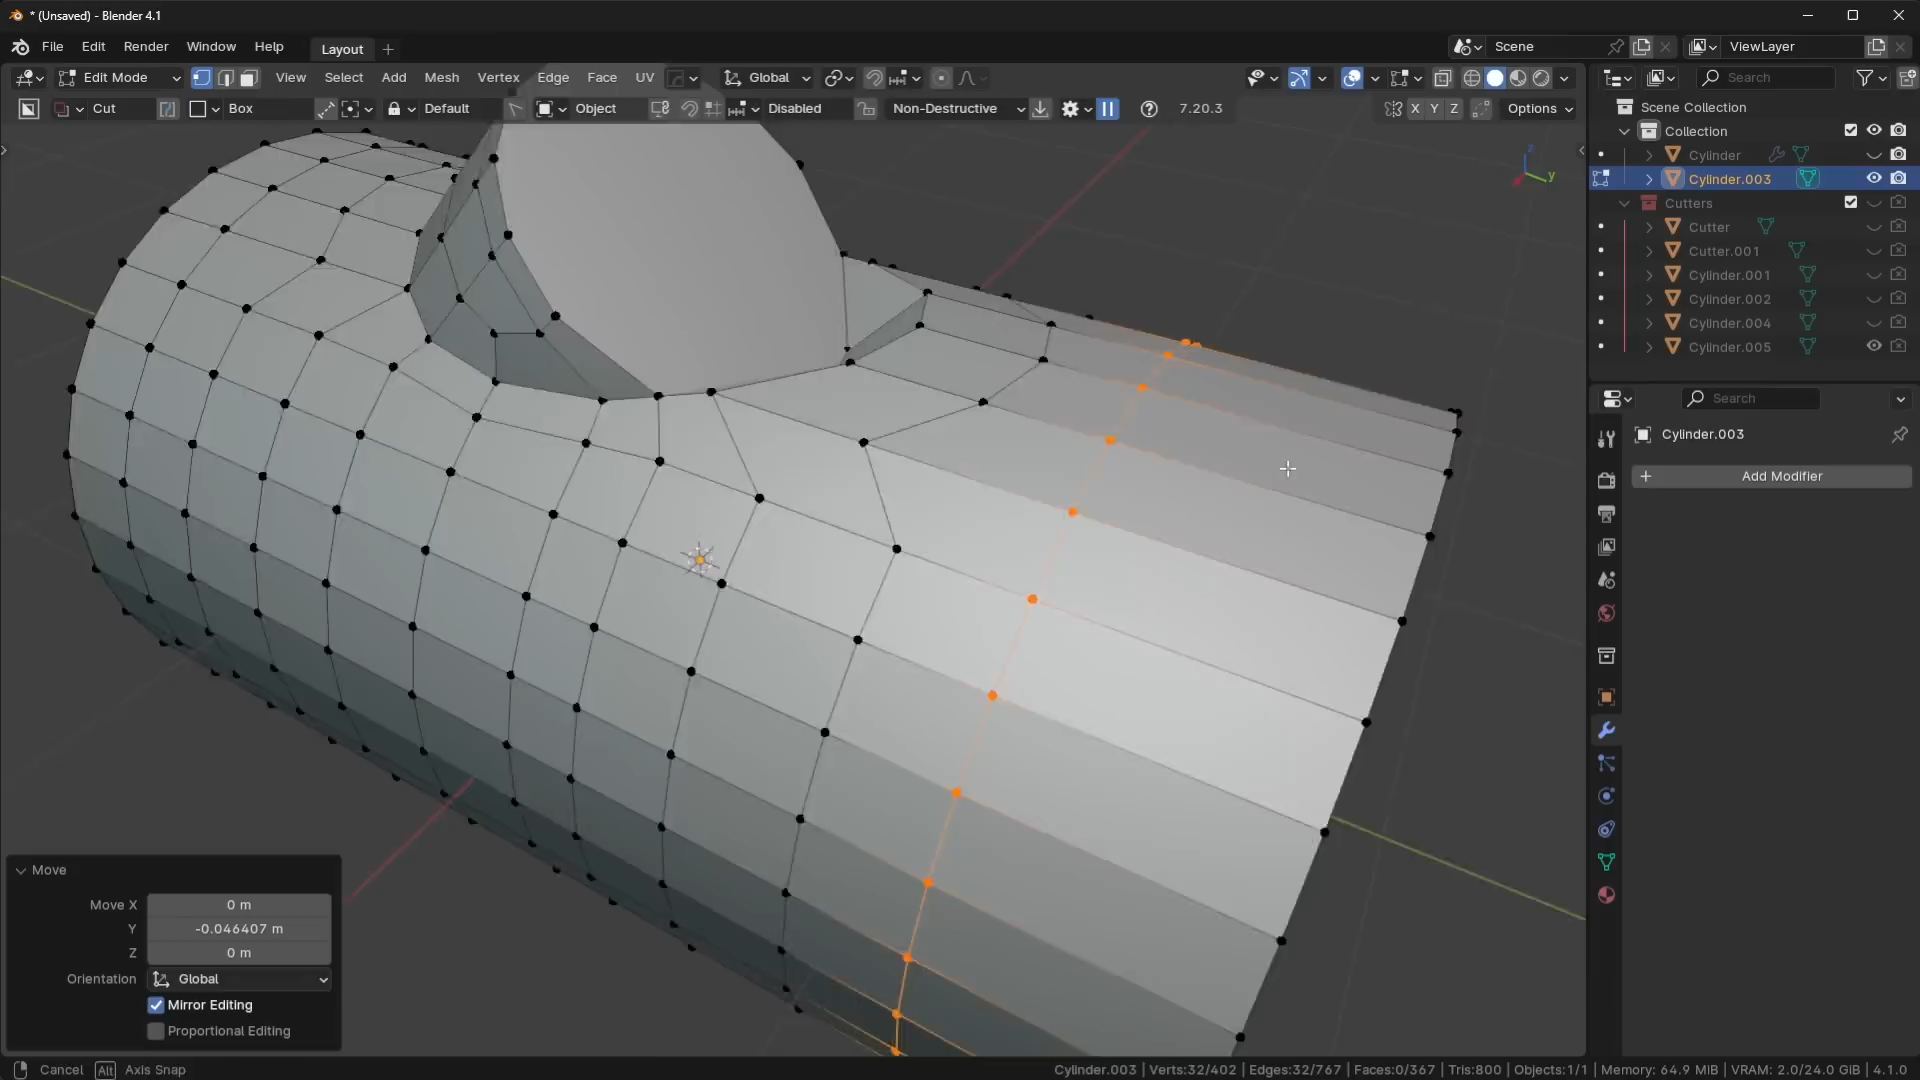 * (Unsaved) - Blender 4.1
File Edit Render Window Help Layout +
Scene
ViewLayer
Edit Mode View Select Add Mesh Vertex Edge Face UV Global
Search
Cut Box Default Object Disabled Non-Destructive 7.20.3 X Y Z Options
Scene Collection
Collection
Cylinder
Cylinder.003
Cutters
Cutter
Cutter.001
Cylinder.001
Cylinder.002
Cylinder.004
Cylinder.005
Z
Y
Search
Cylinder.003
+ Add Modifier
Move
Move X 0 m
Y -0.046407 m
Z 0 m
Orientation Global
Mirror Editing
Proportional Editing
Cancel Alt Axis Snap
Cylinder.003 | Verts:32/402 | Edges:32/767 | Faces:0/367 | Tris:800 | Objects:1/1 | Memory: 64.9 MiB | VRAM: 2.0/24.0 GiB | 4.1.0